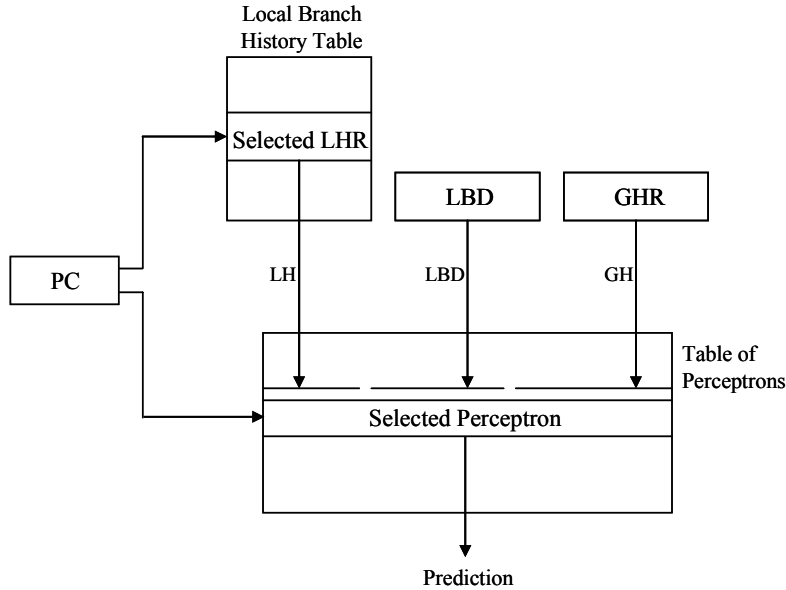 Local Branch
History Table
Selected LHR
LBD
GHR
PC
LH
LBD
GH
Table of
Perceptrons
Selected Perceptron
Prediction